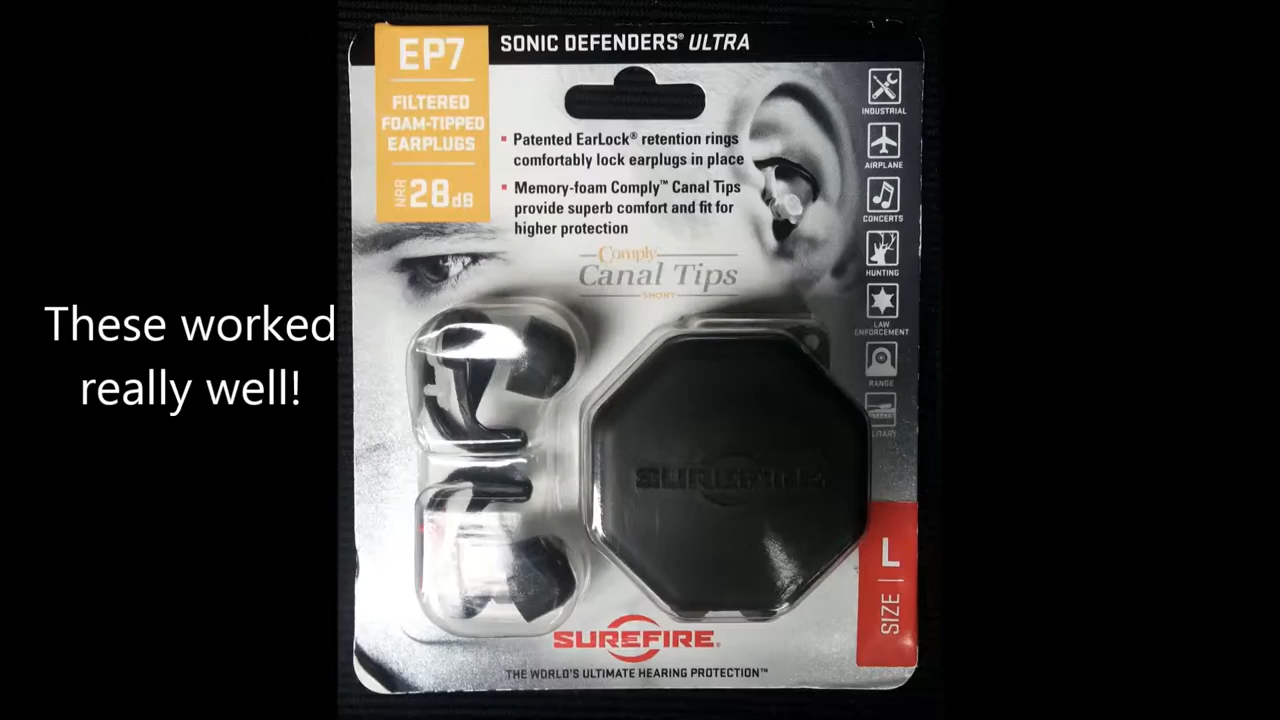 These worked
really well!
EP7
FILTERED
FOAM-TIPPED
EARPLUGS
NRR 28dB
SONIC DEFENDERS® ULTRA
▪ Patented EarLock® retention rings
comfortably lock earplugs in place
▪ Memory-foam Comply™ Canal Tips
provide superb comfort and fit for
higher protection
Comply
Canal Tips
SHORT
INDUSTRIAL
AIRPLANE
CONCERTS
HUNTING
LAW
ENFORCEMENT
RANGE
SUREFIRE
SIZE | L
SUREFIRE®
THE WORLD'S ULTIMATE HEARING PROTECTION™